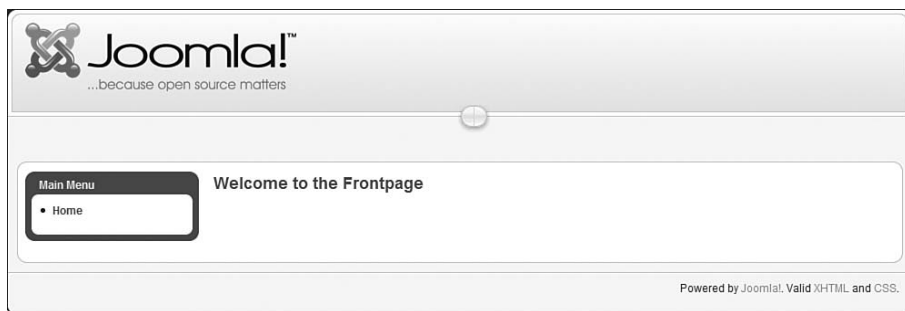 Joomla!™
...because open source matters
Main Menu
Welcome to the Frontpage
• Home
Powered by Joomla!. Valid XHTML and CSS.